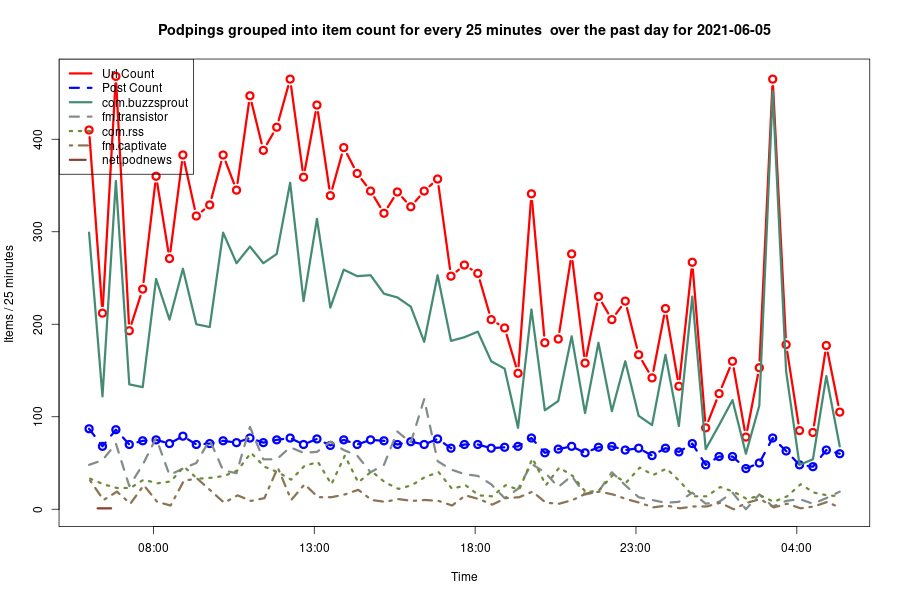 Podpings grouped into item count for every 25 minutes  over the past day for 2021-06-05
Url Count
Post Count
com.buzzsprout
fm.transistor
com.rss
fm.captivate
net.podnews
Items / 25 minutes
400
300
200
100
0
08:00 13:00 18:00 23:00 04:00
Time